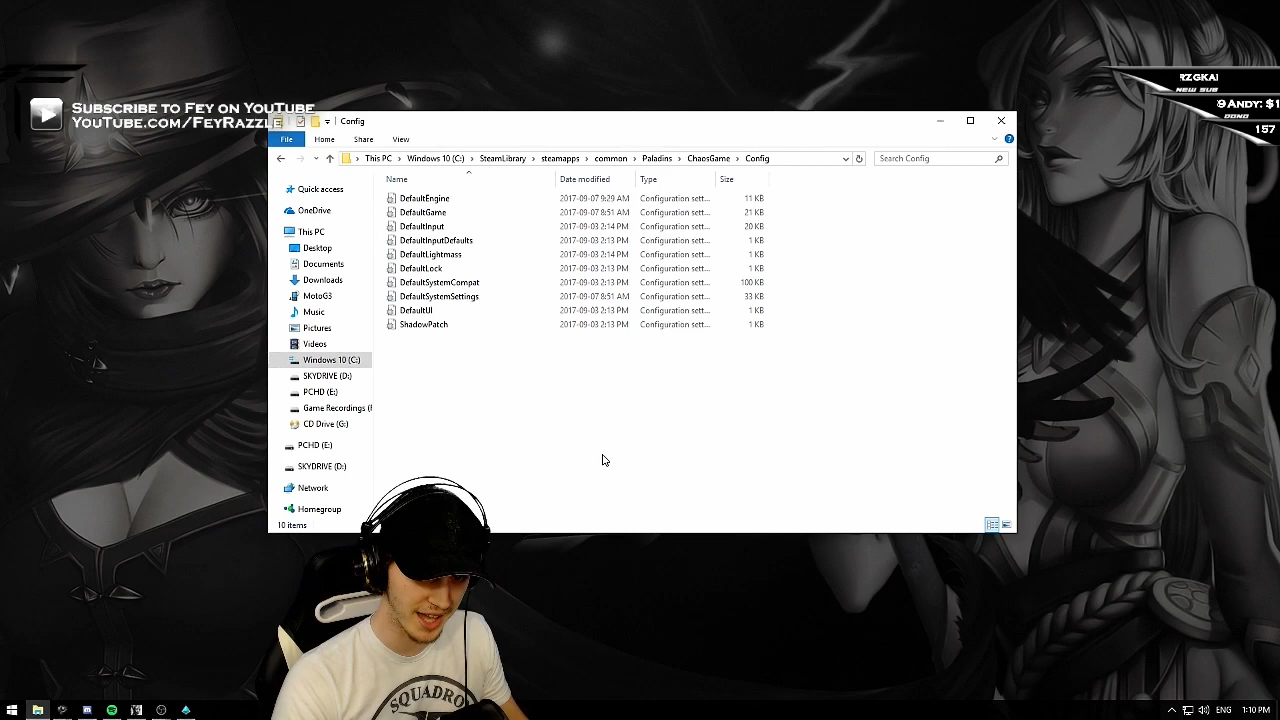 SUBSCRIBE TO FEY ON YOUTUBE
YOUTUBE.COM/FEYRAZZL
RZGKAI
NEW SUB
ANDY: $1
DONO
157
Config
File Home Share View
This PC Windows 10 (C:) SteamLibrary steamapps common Paladins ChaosGame Config
Search Config
Name Date modified Type Size
DefaultEngine 2017-09-07 9:29 AM Configuration sett... 11 KB
DefaultGame 2017-09-07 8:51 AM Configuration sett... 21 KB
DefaultInput 2017-09-03 2:14 PM Configuration sett... 20 KB
DefaultInputDefaults 2017-09-03 2:13 PM Configuration sett... 1 KB
DefaultLightmass 2017-09-03 2:14 PM Configuration sett... 1 KB
DefaultLock 2017-09-03 2:13 PM Configuration sett... 1 KB
DefaultSystemCompat 2017-09-03 2:13 PM Configuration sett... 100 KB
DefaultSystemSettings 2017-09-07 8:51 AM Configuration sett... 33 KB
DefaultUI 2017-09-03 2:13 PM Configuration sett... 1 KB
ShadowPatch 2017-09-03 2:13 PM Configuration sett... 1 KB
Quick access
OneDrive
This PC
Desktop
Documents
Downloads
MotoG3
Music
Pictures
Videos
Windows 10 (C:)
SKYDRIVE (D:)
PCHD (E:)
Game Recordings (F
CD Drive (G:)
PCHD (E:)
SKYDRIVE (D:)
Network
Homegroup
10 items
SQUADRO
ENG 1:10 PM